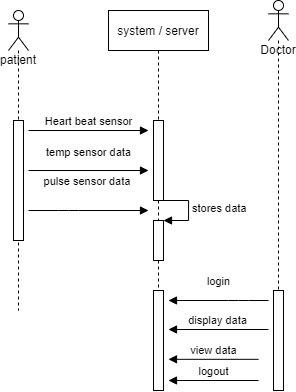 system / server
patient
Doctor
Heart beat sensor
temp sensor data
pulse sensor data
stores data
login
display data
view data
logout